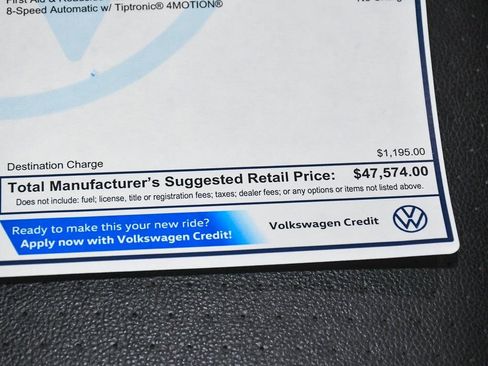 First Aid &
8-Speed Automatic w/ Tiptronic® 4MOTION®
Destination Charge $1,195.00
Total Manufacturer's Suggested Retail Price: $47,574.00
Does not include: fuel; license, title or registration fees; taxes; dealer fees; or any options or items not listed above.
Ready to make this your new ride?
Apply now with Volkswagen Credit!
Volkswagen Credit